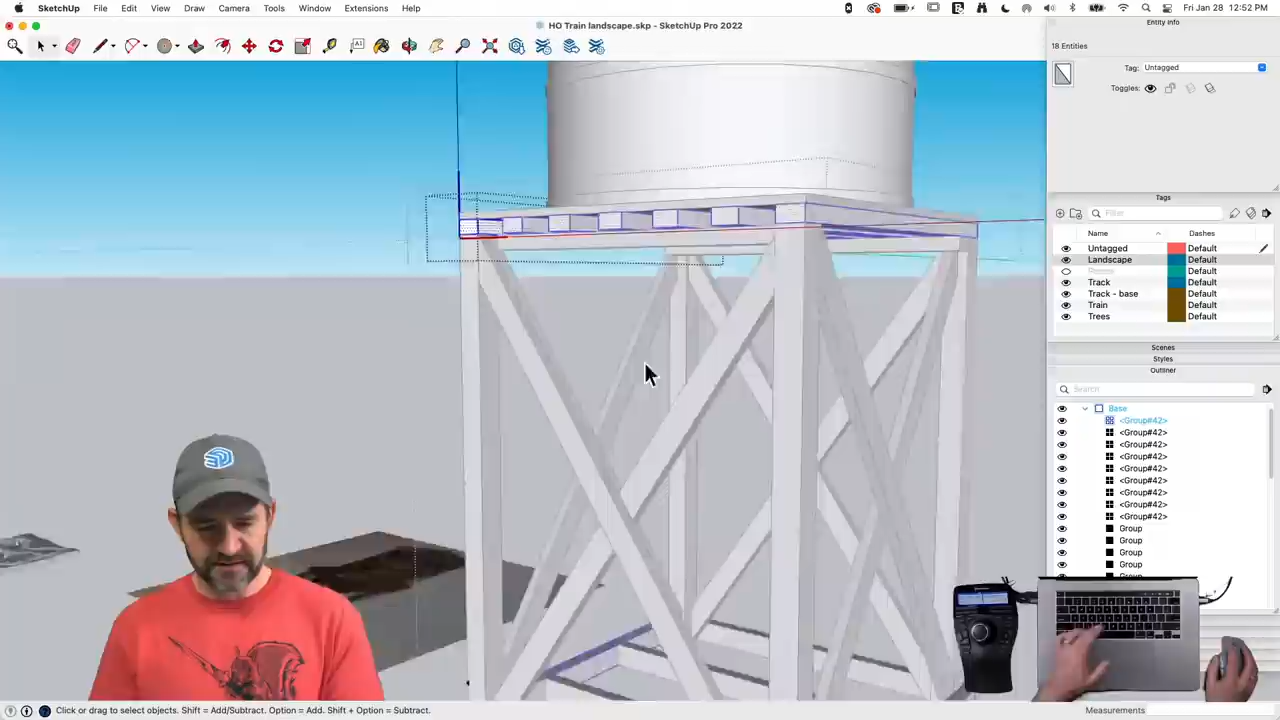 SketchUp File Edit View Draw Camera Tools Window Extensions Help Fri Jan 28 12:52 PM
HO Train landscape.skp - SketchUp Pro 2022
Entity Info
18 Entities
Tag: Untagged
Toggles:
Tags
Filter
Name Dashes
Untagged Default
Landscape Default
Default
Track Default
Track - base Default
Train Default
Trees Default
Scenes
Styles
Outliner
Search
Base
<Group#42>
<Group#42>
<Group#42>
<Group#42>
<Group#42>
<Group#42>
<Group#42>
<Group#42>
<Group#42>
Group
Group
Group
Group
Click or drag to select objects. Shift = Add/Subtract. Option = Add. Shift + Option = Subtract.
Measurements